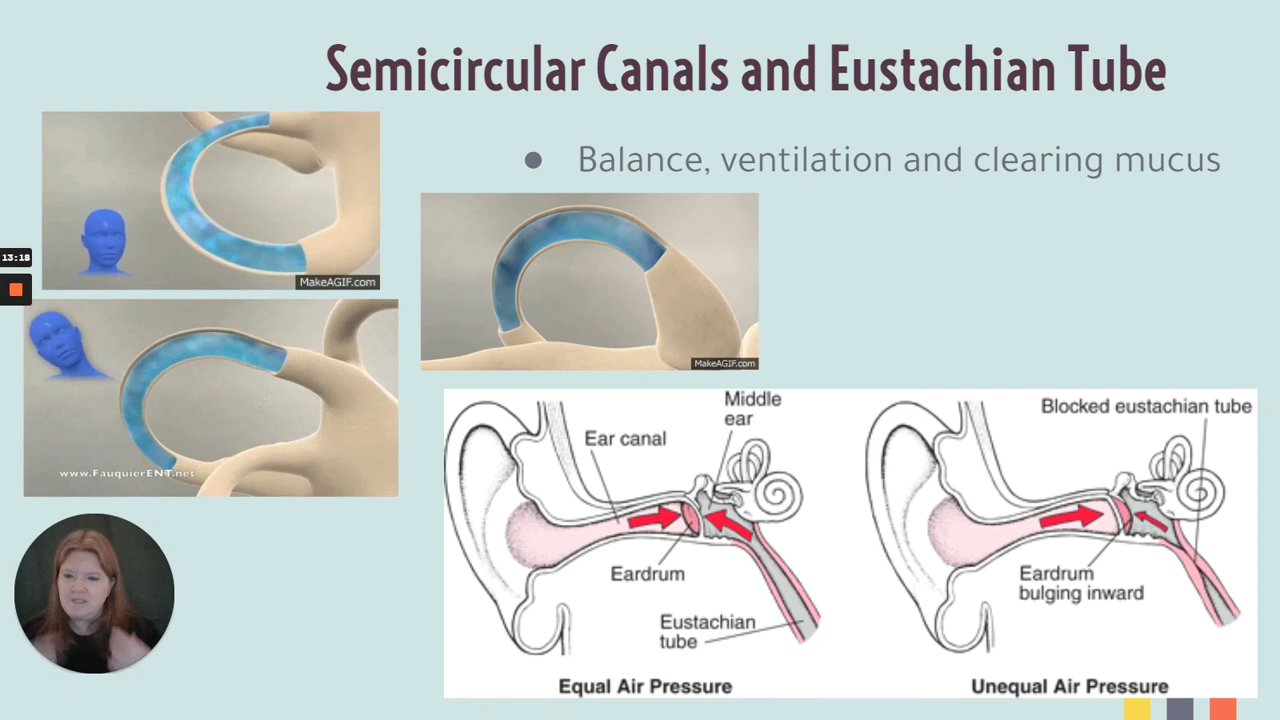 Semicircular Canals and Eustachian Tube
● Balance, ventilation and clearing mucus
MakeAGIF.com
13:18
MakeAGIF.com
www.FauquierENT.net
Middle
ear
Ear canal
Eardrum
Eustachian
tube
Equal Air Pressure
Blocked eustachian tube
Eardrum
bulging inward
Unequal Air Pressure